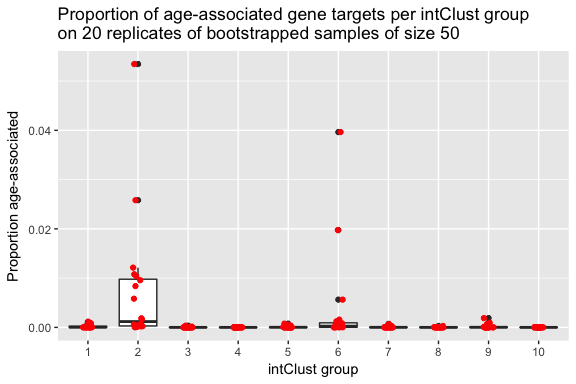 Proportion of age-associated gene targets per intClust group
on 20 replicates of bootstrapped samples of size 50
Proportion age-associated
0.04
0.02
0.00
1 2 3 4 5 6 7 8 9 10
intClust group